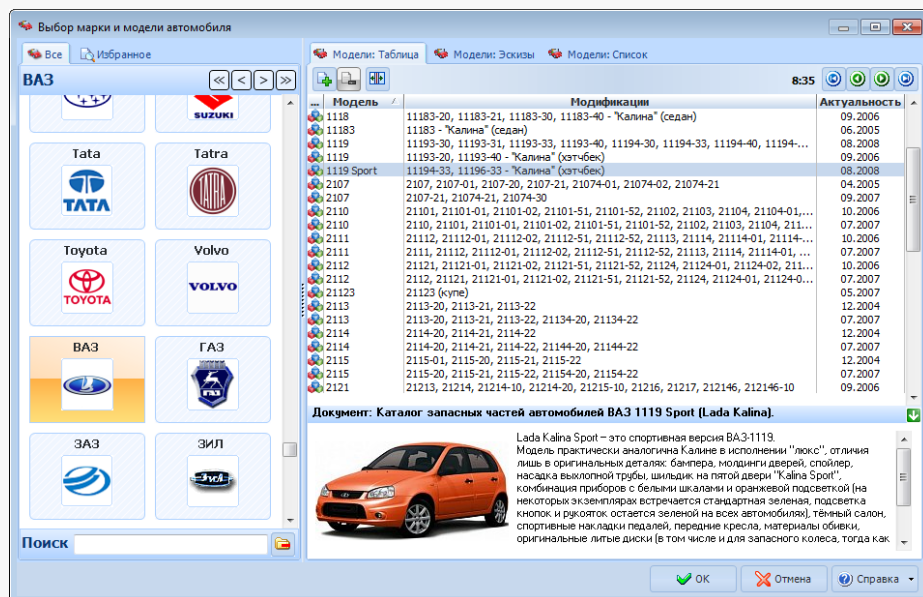 Выбор марки и модели автомобиля
Все Избранное
ВАЗ
SUZUKI
Tata Tatra
TATA TATRA
Toyota Volvo
TOYOTA VOLVO
ВАЗ ГАЗ
ГАЗ
ЗАЗ ЗИЛ
ЗиЛ
Поиск
Модели: Таблица Модели: Эскизы Модели: Список
8:35
... Модель / Модификации Актуальность
1118 11183-20, 11183-21, 11183-30, 11183-40 - "Калина" (седан) 09.2006
11183 11183 - "Калина" (седан) 06.2005
1119 11193-30, 11193-31, 11193-33, 11193-40, 11194-30, 11194-33, 11194-40, 11194-... 08.2008
1119 11193-20, 11193-40 - "Калина" (хэтчбек) 09.2006
1119 Sport 11194-33, 11196-33 - "Калина" (хэтчбек) 08.2008
2107 2107, 2107-01, 2107-20, 2107-21, 21074-01, 21074-02, 21074-21 04.2005
2107 2107-21, 21074-21, 21074-30 09.2007
2110 21101, 21101-01, 21101-02, 21101-51, 21101-52, 21102, 21103, 21104, 21104-01,... 10.2006
2110 2110, 21101, 21101-01, 21101-02, 21101-51, 21101-52, 21102, 21103, 21104, 211... 07.2007
2111 21112, 21112-01, 21112-02, 21112-51, 21112-52, 21113, 21114, 21114-01, 21114-... 10.2006
2111 2111, 21112, 21112-01, 21112-02, 21112-51, 21112-52, 21113, 21114, 21114-01, ... 07.2007
2112 21121, 21121-01, 21121-02, 21121-51, 21121-52, 21124, 21124-01, 21124-02, 211... 10.2006
2112 2112, 21121, 21121-01, 21121-02, 21121-51, 21121-52, 21124, 21124-01, 21124-0... 07.2007
21123 21123 (купе) 05.2007
2113 2113-20, 2113-21, 2113-22 12.2004
2113 2113-20, 2113-21, 2113-22, 21134-20, 21134-22 07.2007
2114 2114-20, 2114-21, 2114-22 12.2004
2114 2114-20, 2114-21, 2114-22, 21144-20, 21144-22 07.2007
2115 2115-01, 2115-20, 2115-21, 2115-22 12.2004
2115 2115-20, 2115-21, 2115-22, 21154-20, 21154-22 07.2007
2121 21213, 21214, 21214-10, 21214-20, 21215-10, 21216, 21217, 212146, 212146-10 09.2006
Документ: Каталог запасных частей автомобилей ВАЗ 1119 Sport (Lada Kalina).
Lada Kalina Sport – это спортивная версия ВАЗ-1119.
Модель практически аналогична Калине в исполнении "люкс", отличия
лишь в оригинальных деталях: бампера, молдинги дверей, спойлер,
насадка выхлопной трубы, шильдик на пятой двери "Kalina Sport",
комбинация приборов с белыми шкалами и оранжевой подсветкой (на
некоторых экземплярах встречается стандартная зеленая, подсветка
кнопок и рукояток остается зеленой на всех автомобилях), тёмный салон,
спортивные накладки педалей, передние кресла, материалы обивки,
оригинальные литые диски (в том числе и для запасного колеса, тогда как
OK Отмена Справка